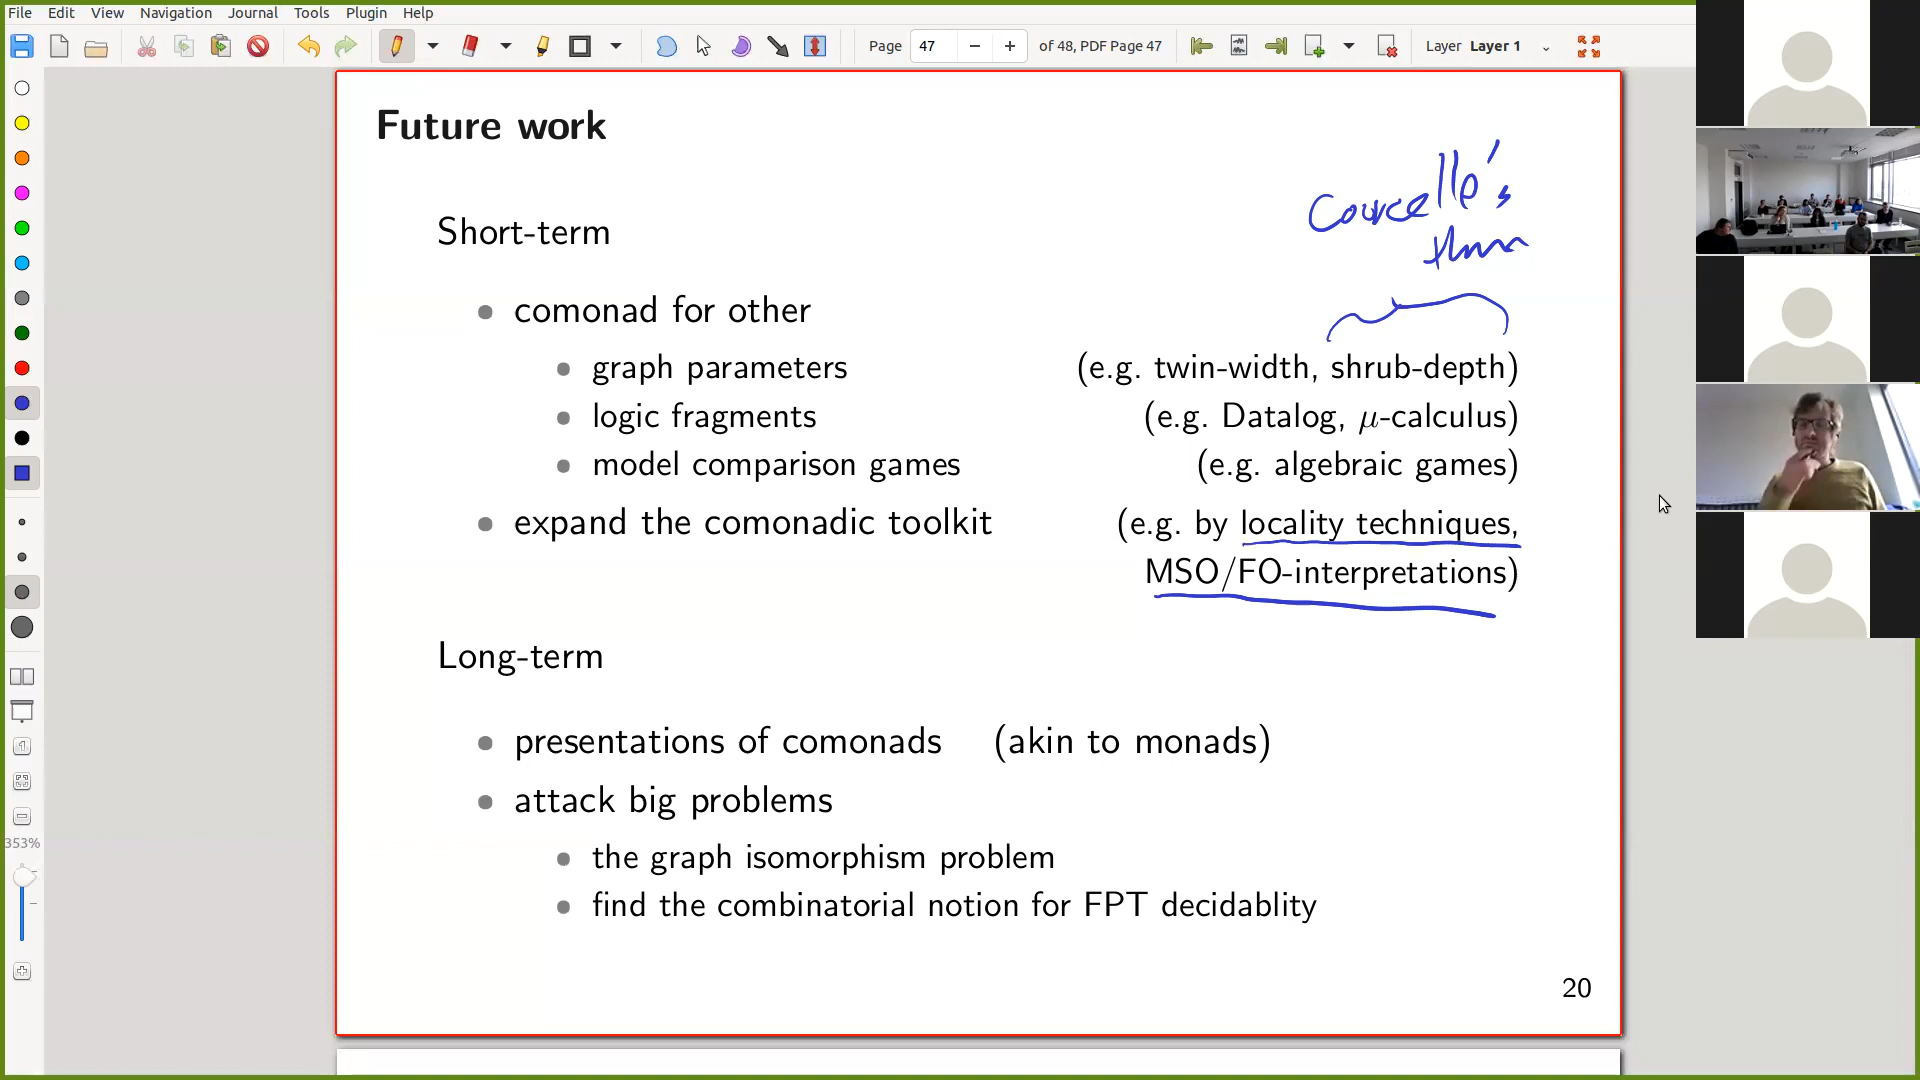 File Edit View Navigation Journal Tools Plugin Help
Page 47 of 48, PDF Page 47 Layer Layer 1
Future work
Courcelle's
thm
Short-term
comonad for other
graph parameters (e.g. twin-width, shrub-depth)
logic fragments (e.g. Datalog, μ-calculus)
model comparison games (e.g. algebraic games)
expand the comonadic toolkit (e.g. by locality techniques,
MSO/FO-interpretations)
Long-term
presentations of comonads (akin to monads)
attack big problems
the graph isomorphism problem
find the combinatorial notion for FPT decidablity
20
353%